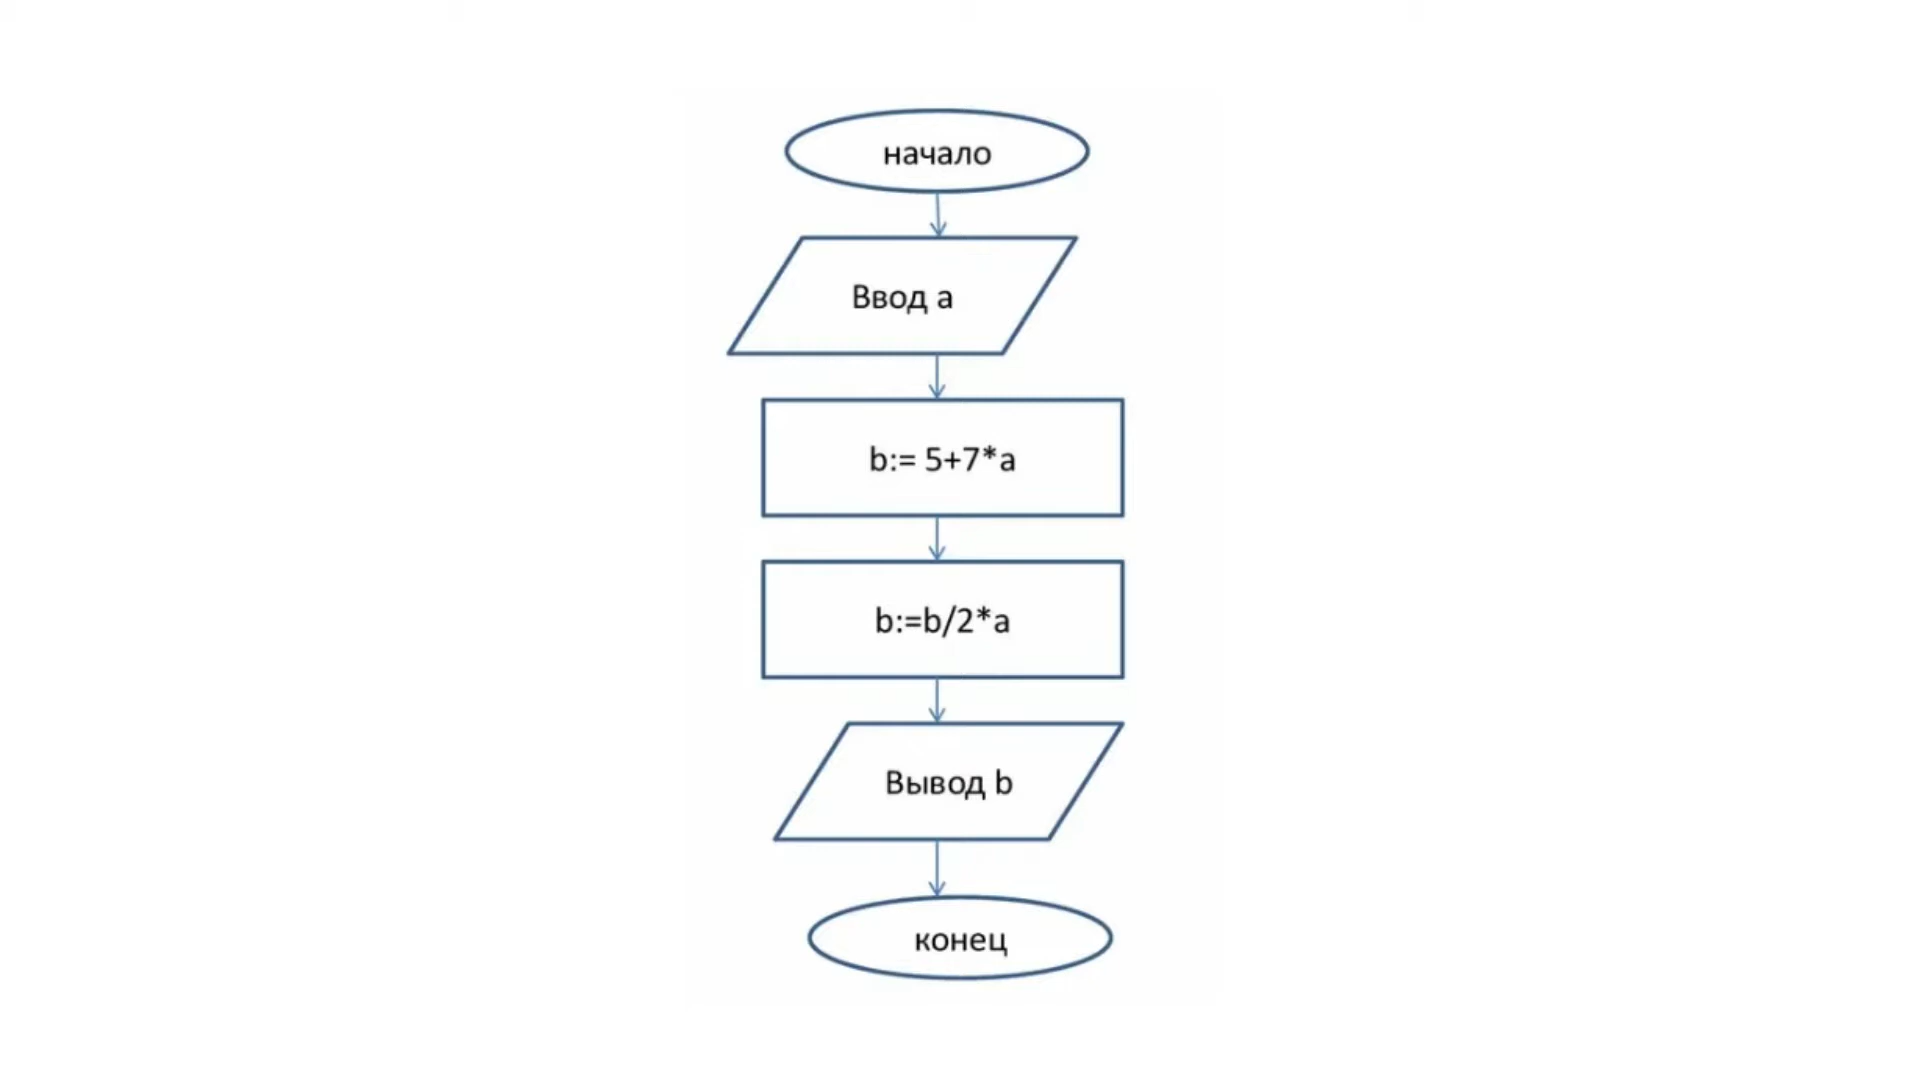 начало
Ввод a
b:= 5+7*a
b:=b/2*a
Вывод b
конец